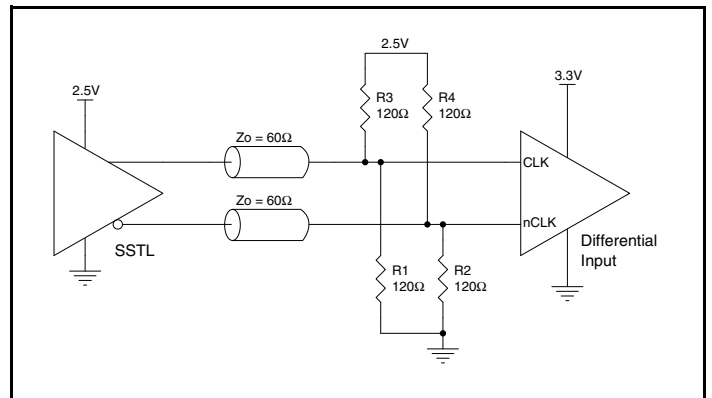 2.5V
2.5V
3.3V
R3
120Ω
R4
120Ω
Zo = 60Ω
CLK
Zo = 60Ω
nCLK
SSTL
Differential
Input
R1
120Ω
R2
120Ω